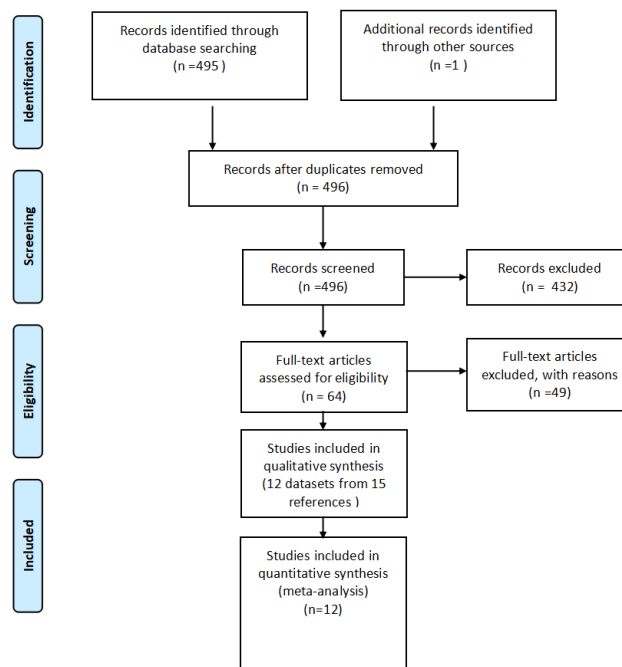 Identification
Records identified through
database searching
(n =495 )
Additional records identified
through other sources
(n =1 )
Records after duplicates removed
(n = 496)
Screening
Records screened
(n =496)
Records excluded
(n = 432)
Eligibility
Full-text articles
assessed for eligibility
(n = 64)
Full-text articles
excluded, with reasons
(n =49)
Studies included in
qualitative synthesis
(12 datasets from 15
references )
Included
Studies included in
quantitative synthesis
(meta-analysis)
(n=12)